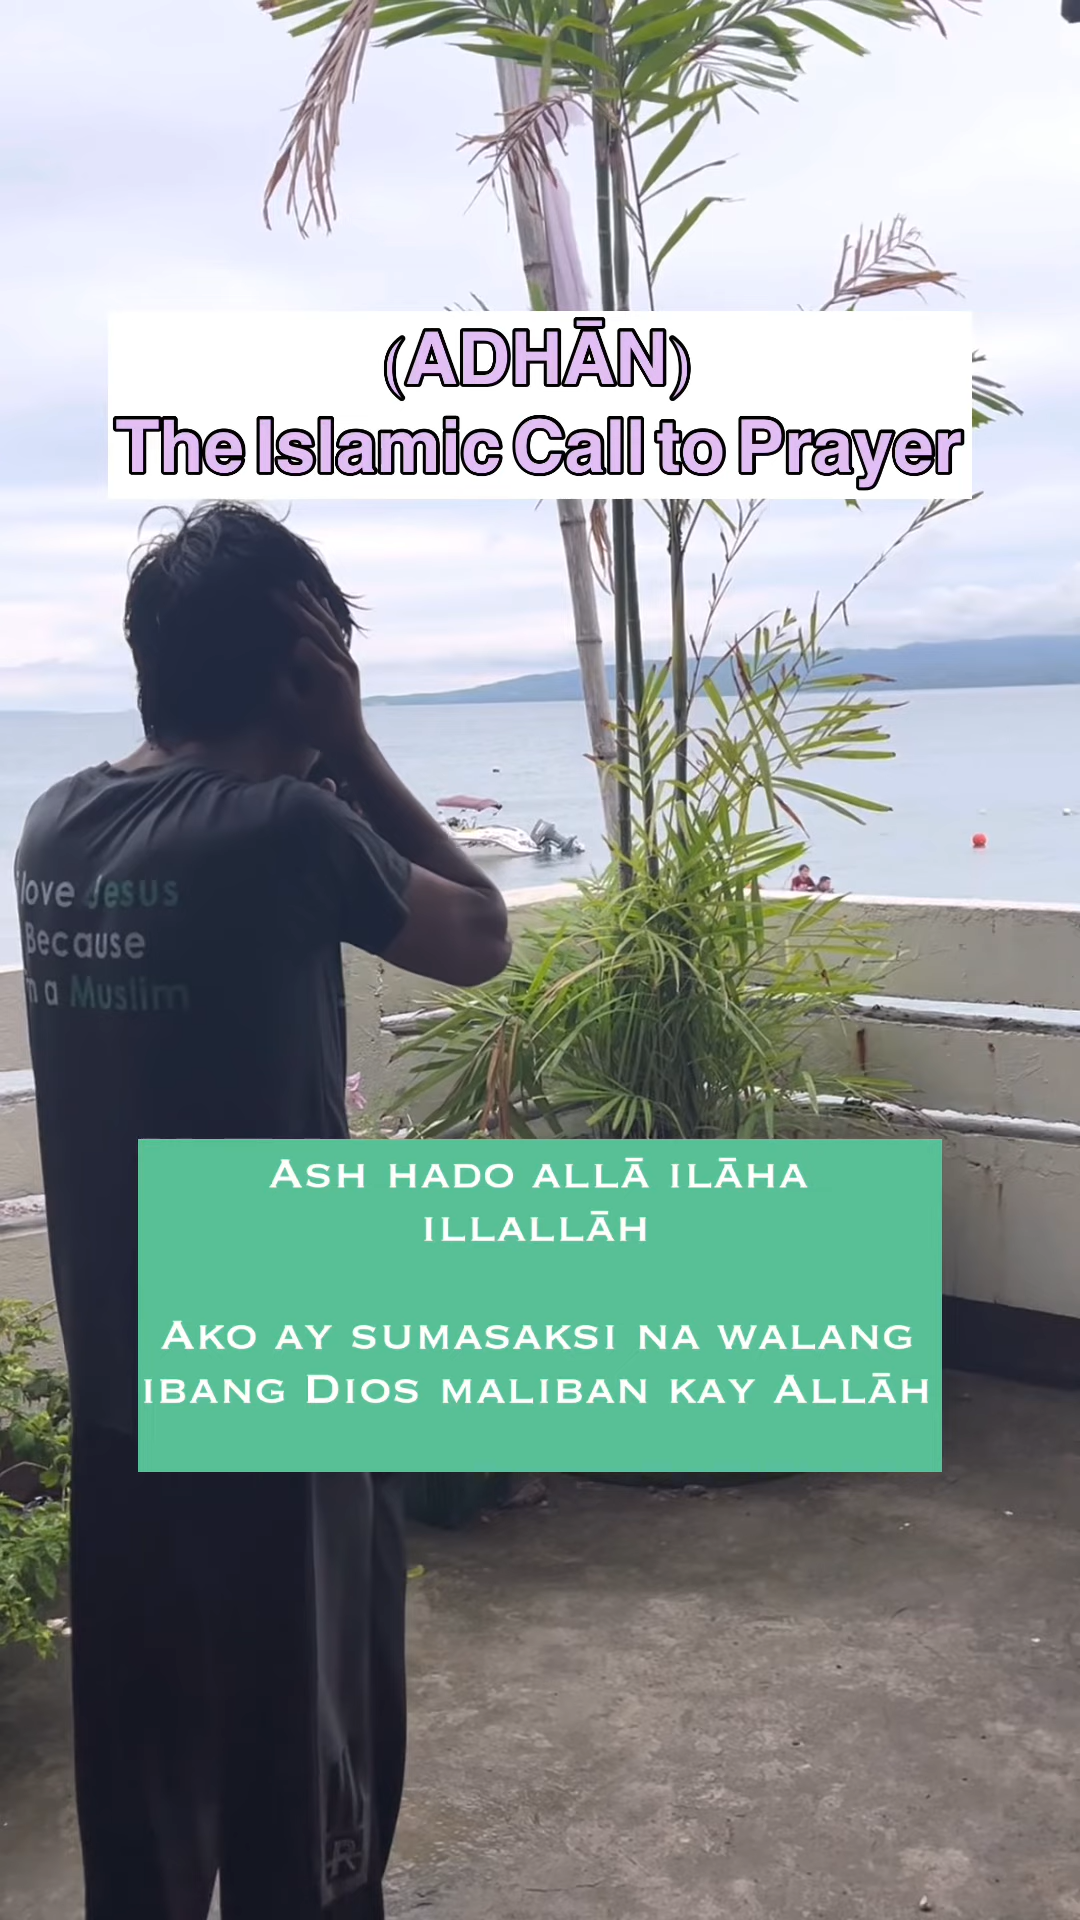 (ADHĀN)
The Islamic Call to Prayer
love Jesus
Because
a Muslim
ASH HADO ALLĀ ILĀHA
ILLALLĀH
AKO AY SUMASAKSI NA WALANG
IBANG DIOS MALIBAN KAY ALLĀH
R